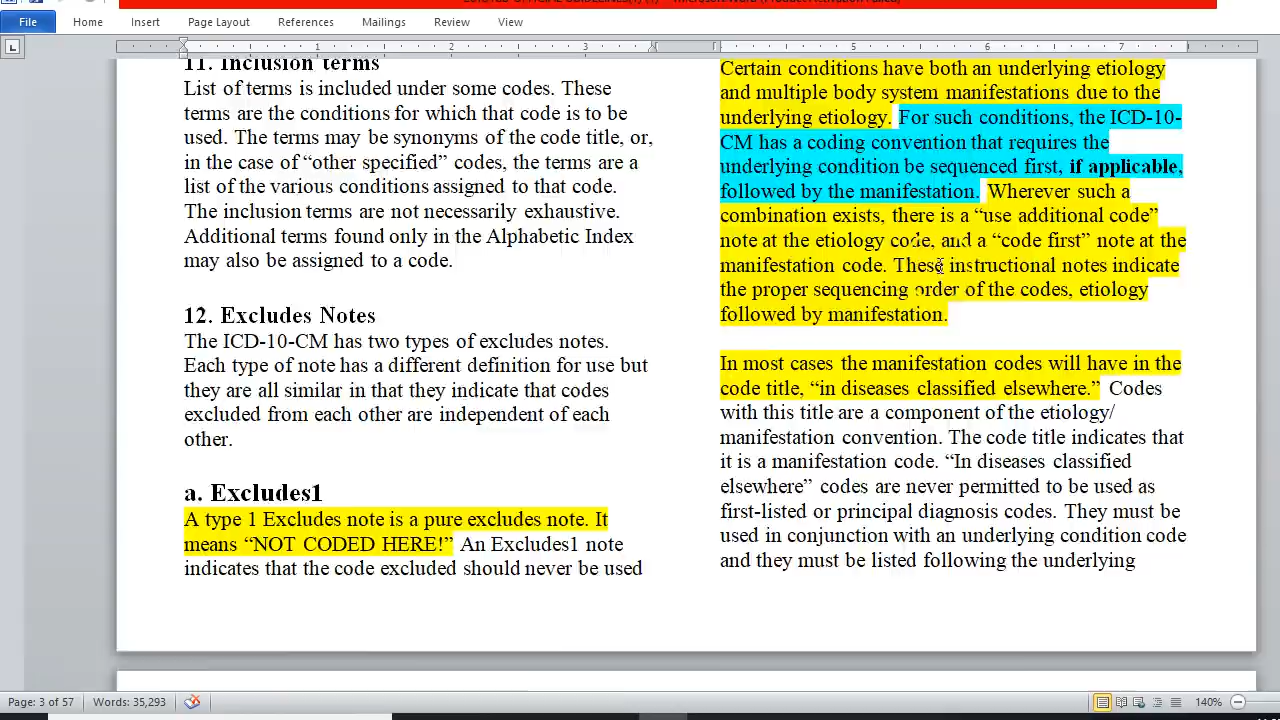 File
Home
Insert
Page Layout
References
Mailings
Review
View
1
2
3
5
6
7
11. Inclusion terms
List of terms is included under some codes. These
terms are the conditions for which that code is to be
used. The terms may be synonyms of the code title, or,
in the case of “other specified” codes, the terms are a
list of the various conditions assigned to that code.
The inclusion terms are not necessarily exhaustive.
Additional terms found only in the Alphabetic Index
may also be assigned to a code.
12. Excludes Notes
The ICD-10-CM has two types of excludes notes.
Each type of note has a different definition for use but
they are all similar in that they indicate that codes
excluded from each other are independent of each
other.
a. Excludes1
A type 1 Excludes note is a pure excludes note. It
means “NOT CODED HERE!” An Excludes1 note
indicates that the code excluded should never be used
Certain conditions have both an underlying etiology
and multiple body system manifestations due to the
underlying etiology. For such conditions, the ICD-10-
CM has a coding convention that requires the
underlying condition be sequenced first, if applicable,
followed by the manifestation. Wherever such a
combination exists, there is a “use additional code”
note at the etiology code, and a “code first” note at the
manifestation code. These instructional notes indicate
the proper sequencing order of the codes, etiology
followed by manifestation.
In most cases the manifestation codes will have in the
code title, “in diseases classified elsewhere.” Codes
with this title are a component of the etiology/
manifestation convention. The code title indicates that
it is a manifestation code. “In diseases classified
elsewhere” codes are never permitted to be used as
first-listed or principal diagnosis codes. They must be
used in conjunction with an underlying condition code
and they must be listed following the underlying
Page: 3 of 57
Words: 35,293
140%